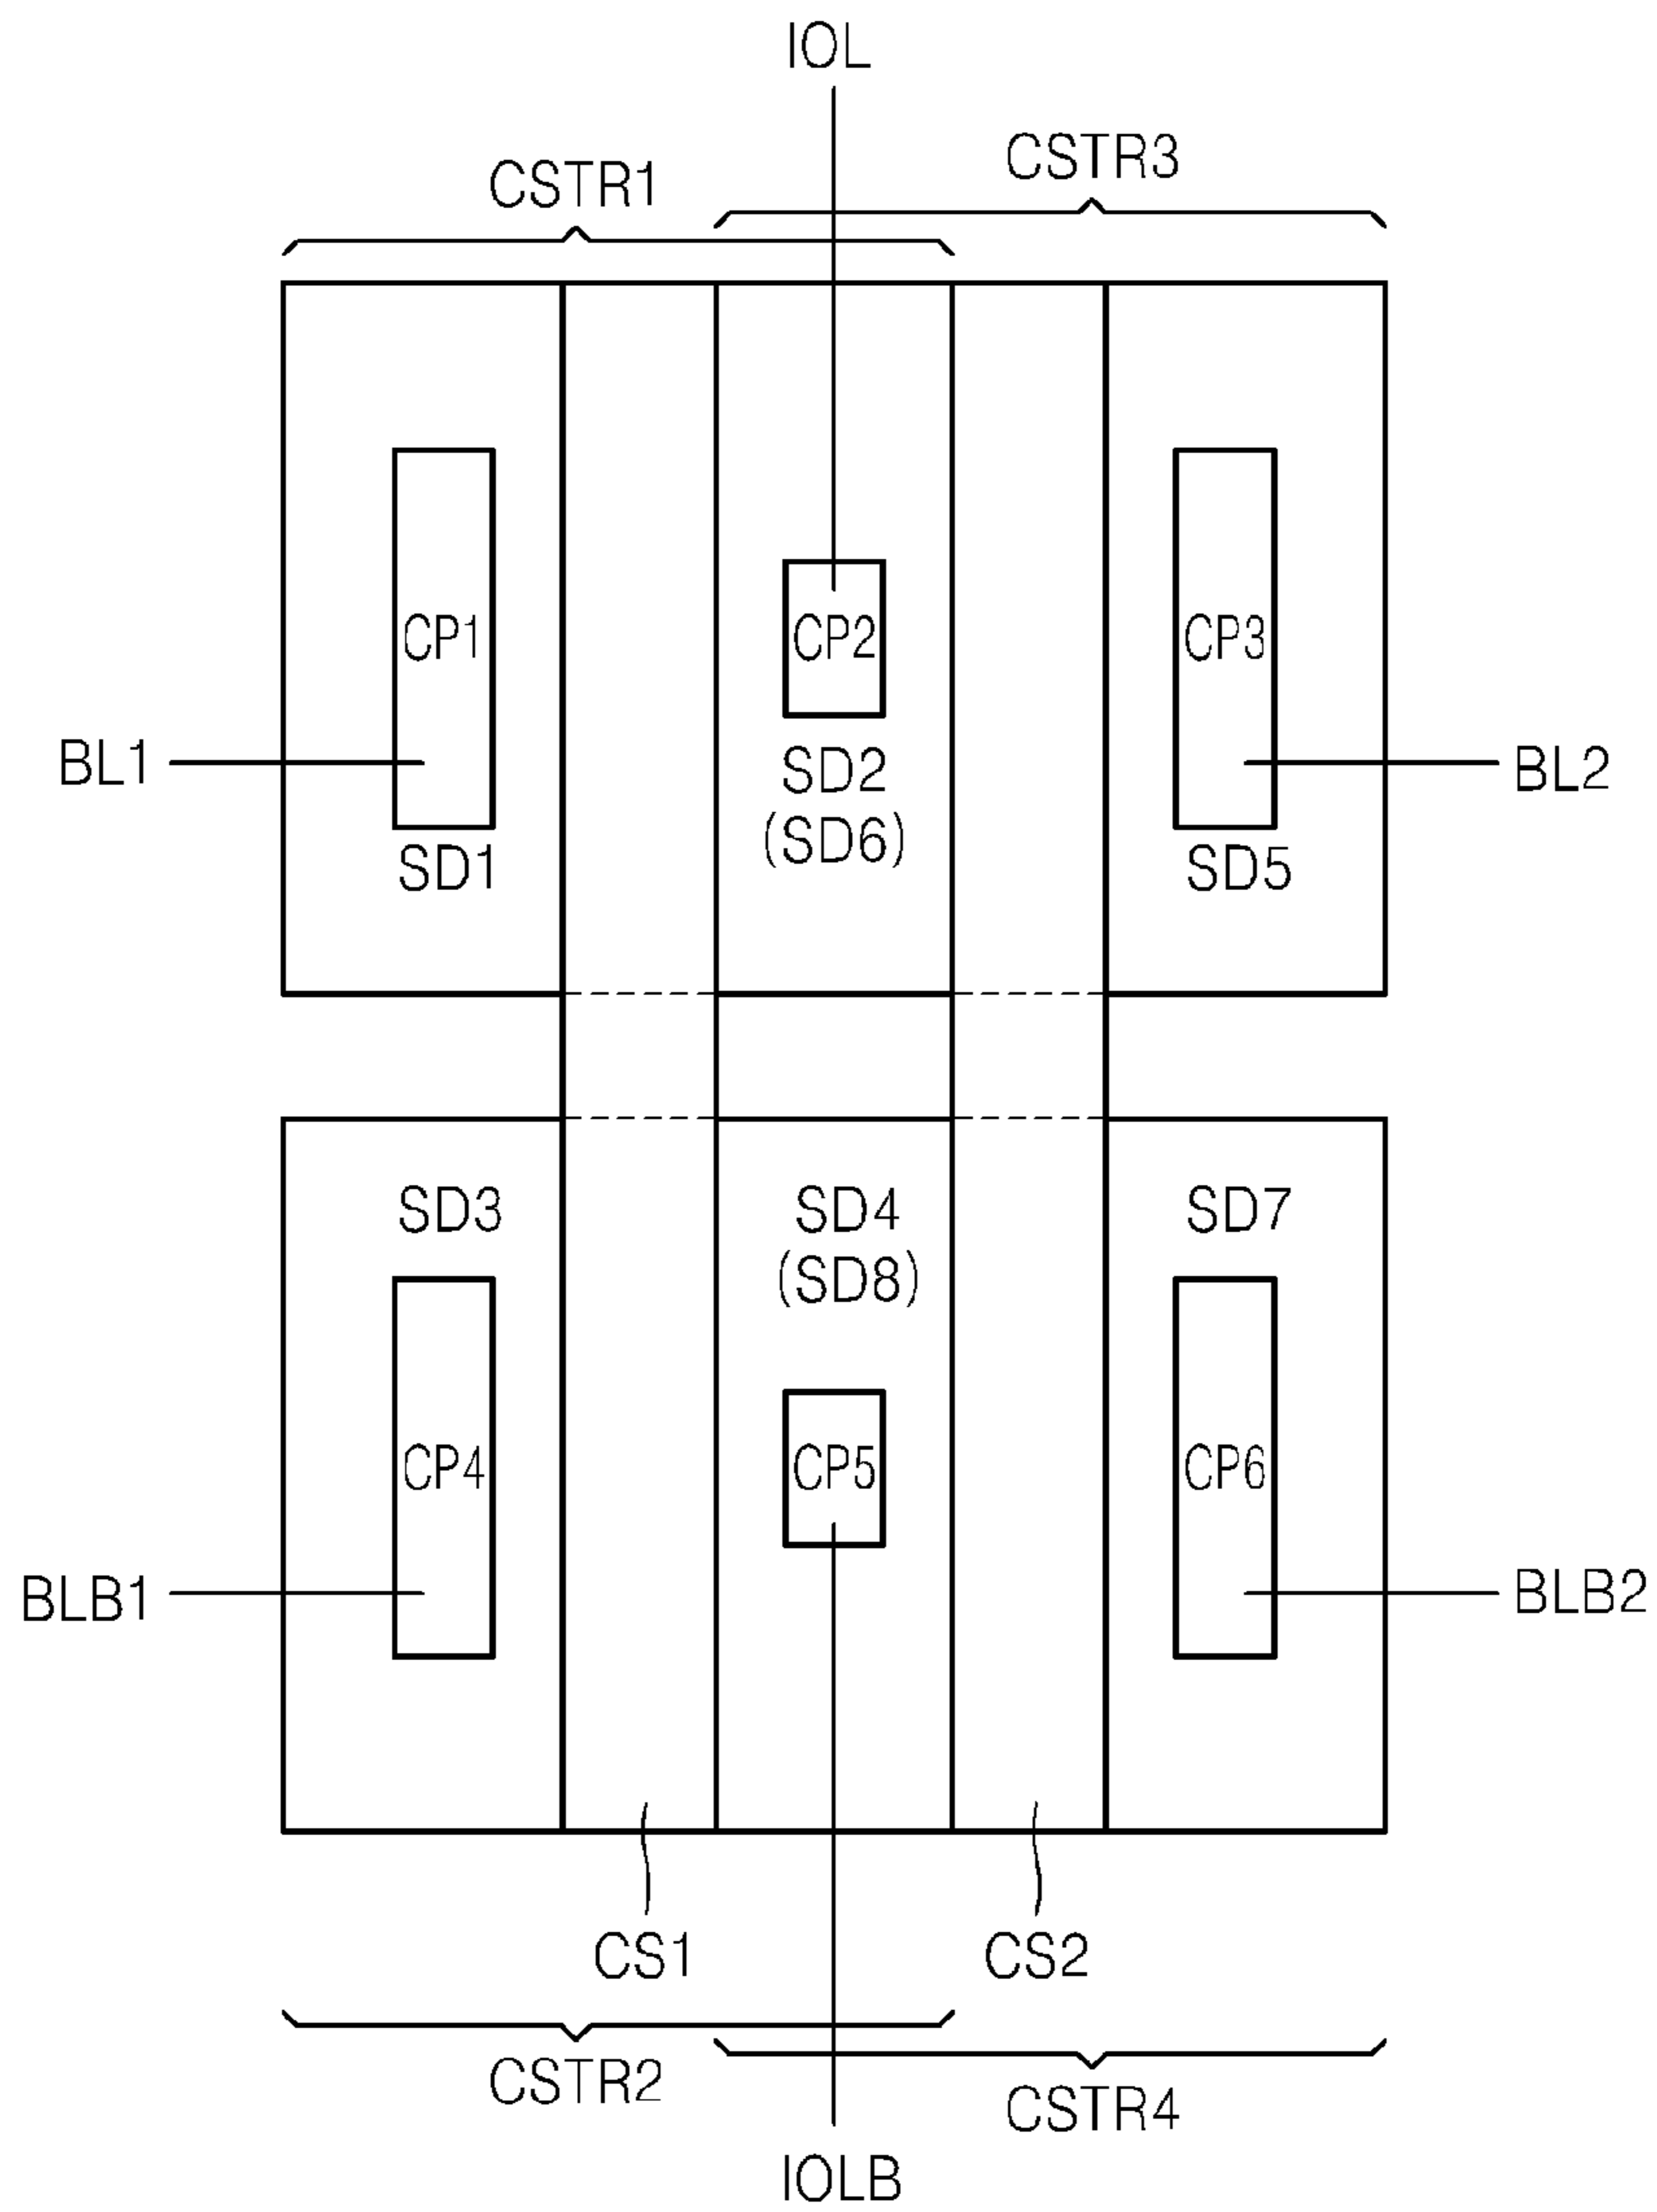 IOL
CSTR3
CSTR1
CP1
CP2
CP3
BL1
SD2
(SD6)
BL2
SD1
SD5
SD3
SD4
(SD8)
SD7
CP4
CP5
CP6
BLB1
BLB2
CS1
CS2
CSTR2
CSTR4
IOLB